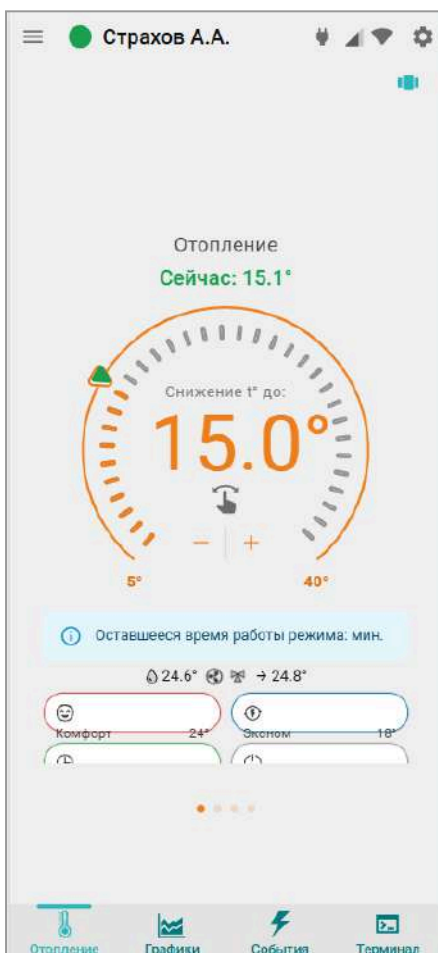 Страхов А.А.
Отопление
Сейчас: 15.1°
Снижение t° до:
15.0°
− +
5° 40°
Оставшееся время работы режима: мин.
24.6° → 24.8°
Комфорт 24° Эконом 18°
Отопление Графики События Терминал